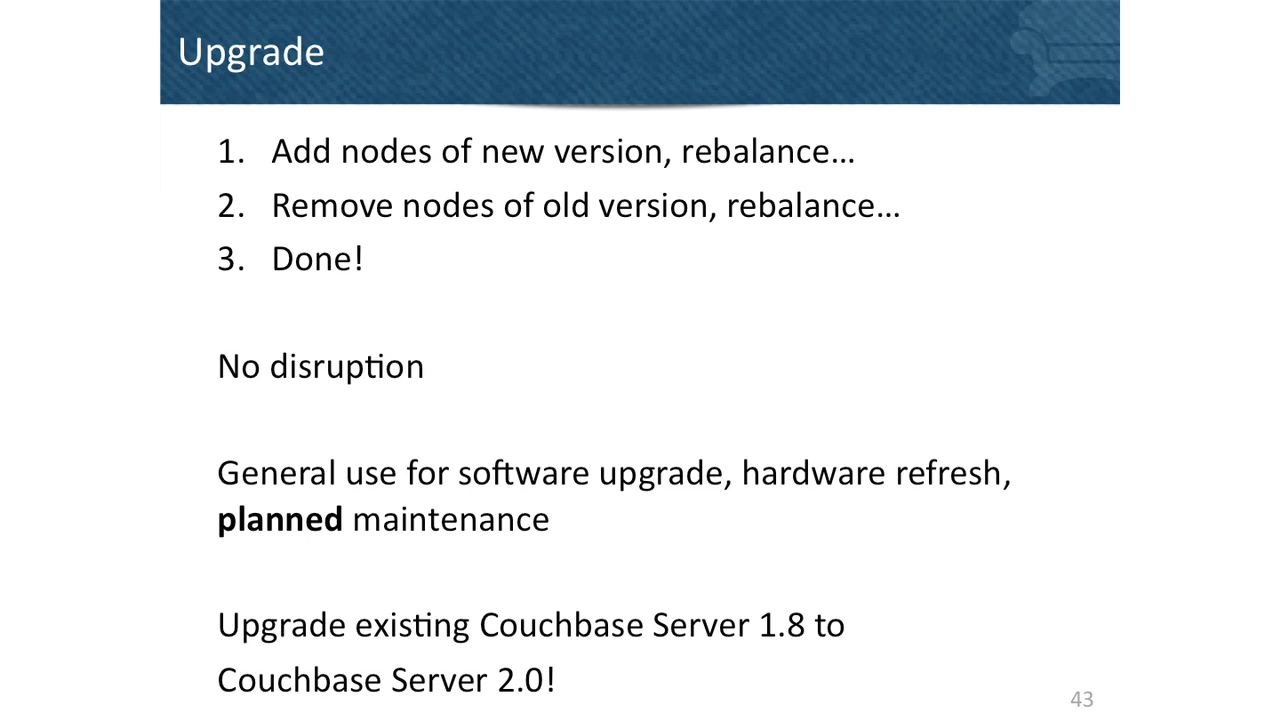 Upgrade
1. Add nodes of new version, rebalance…
2. Remove nodes of old version, rebalance…
3. Done!
No disruption
General use for software upgrade, hardware refresh,
planned maintenance
Upgrade existing Couchbase Server 1.8 to
Couchbase Server 2.0!
43